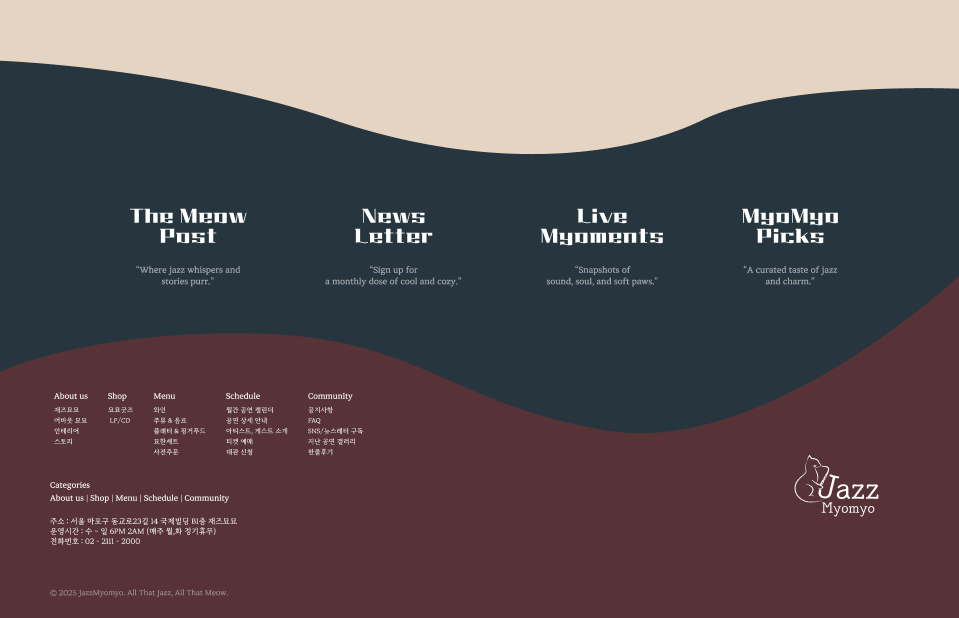 The Meow
Post
"Where jazz whispers and
stories purr."
News
Letter
"Sign up for
a monthly dose of cool and cozy."
Live
Myoments
"Snapshots of
sound, soul, and soft paws."
MyoMyo
Picks
"A curated taste of jazz
and charm."
About us
재즈묘묘
어바웃 묘묘
인테리어
스토리
Shop
묘묘굿즈
LP/CD
Menu
와인
주류 & 음료
플래터 & 핑거푸드
묘한세트
사전주문
Schedule
월간 공연 캘린더
공연 상세 안내
아티스트, 게스트 소개
티켓 예매
대관 신청
Community
공지사항
FAQ
SNS/뉴스레터 구독
지난 공연 갤러리
한줄후기
Categories
About us | Shop | Menu | Schedule | Community
주소 : 서울 마포구 동교로23길 14 국제빌딩 B1층 재즈묘묘
운영시간 : 수 - 일 6PM 2AM (매주 월,화 정기휴무)
전화번호 : 02 - 2111 - 2000
Jazz
Myomyo
© 2025 JazzMyomyo. All That Jazz, All That Meow.